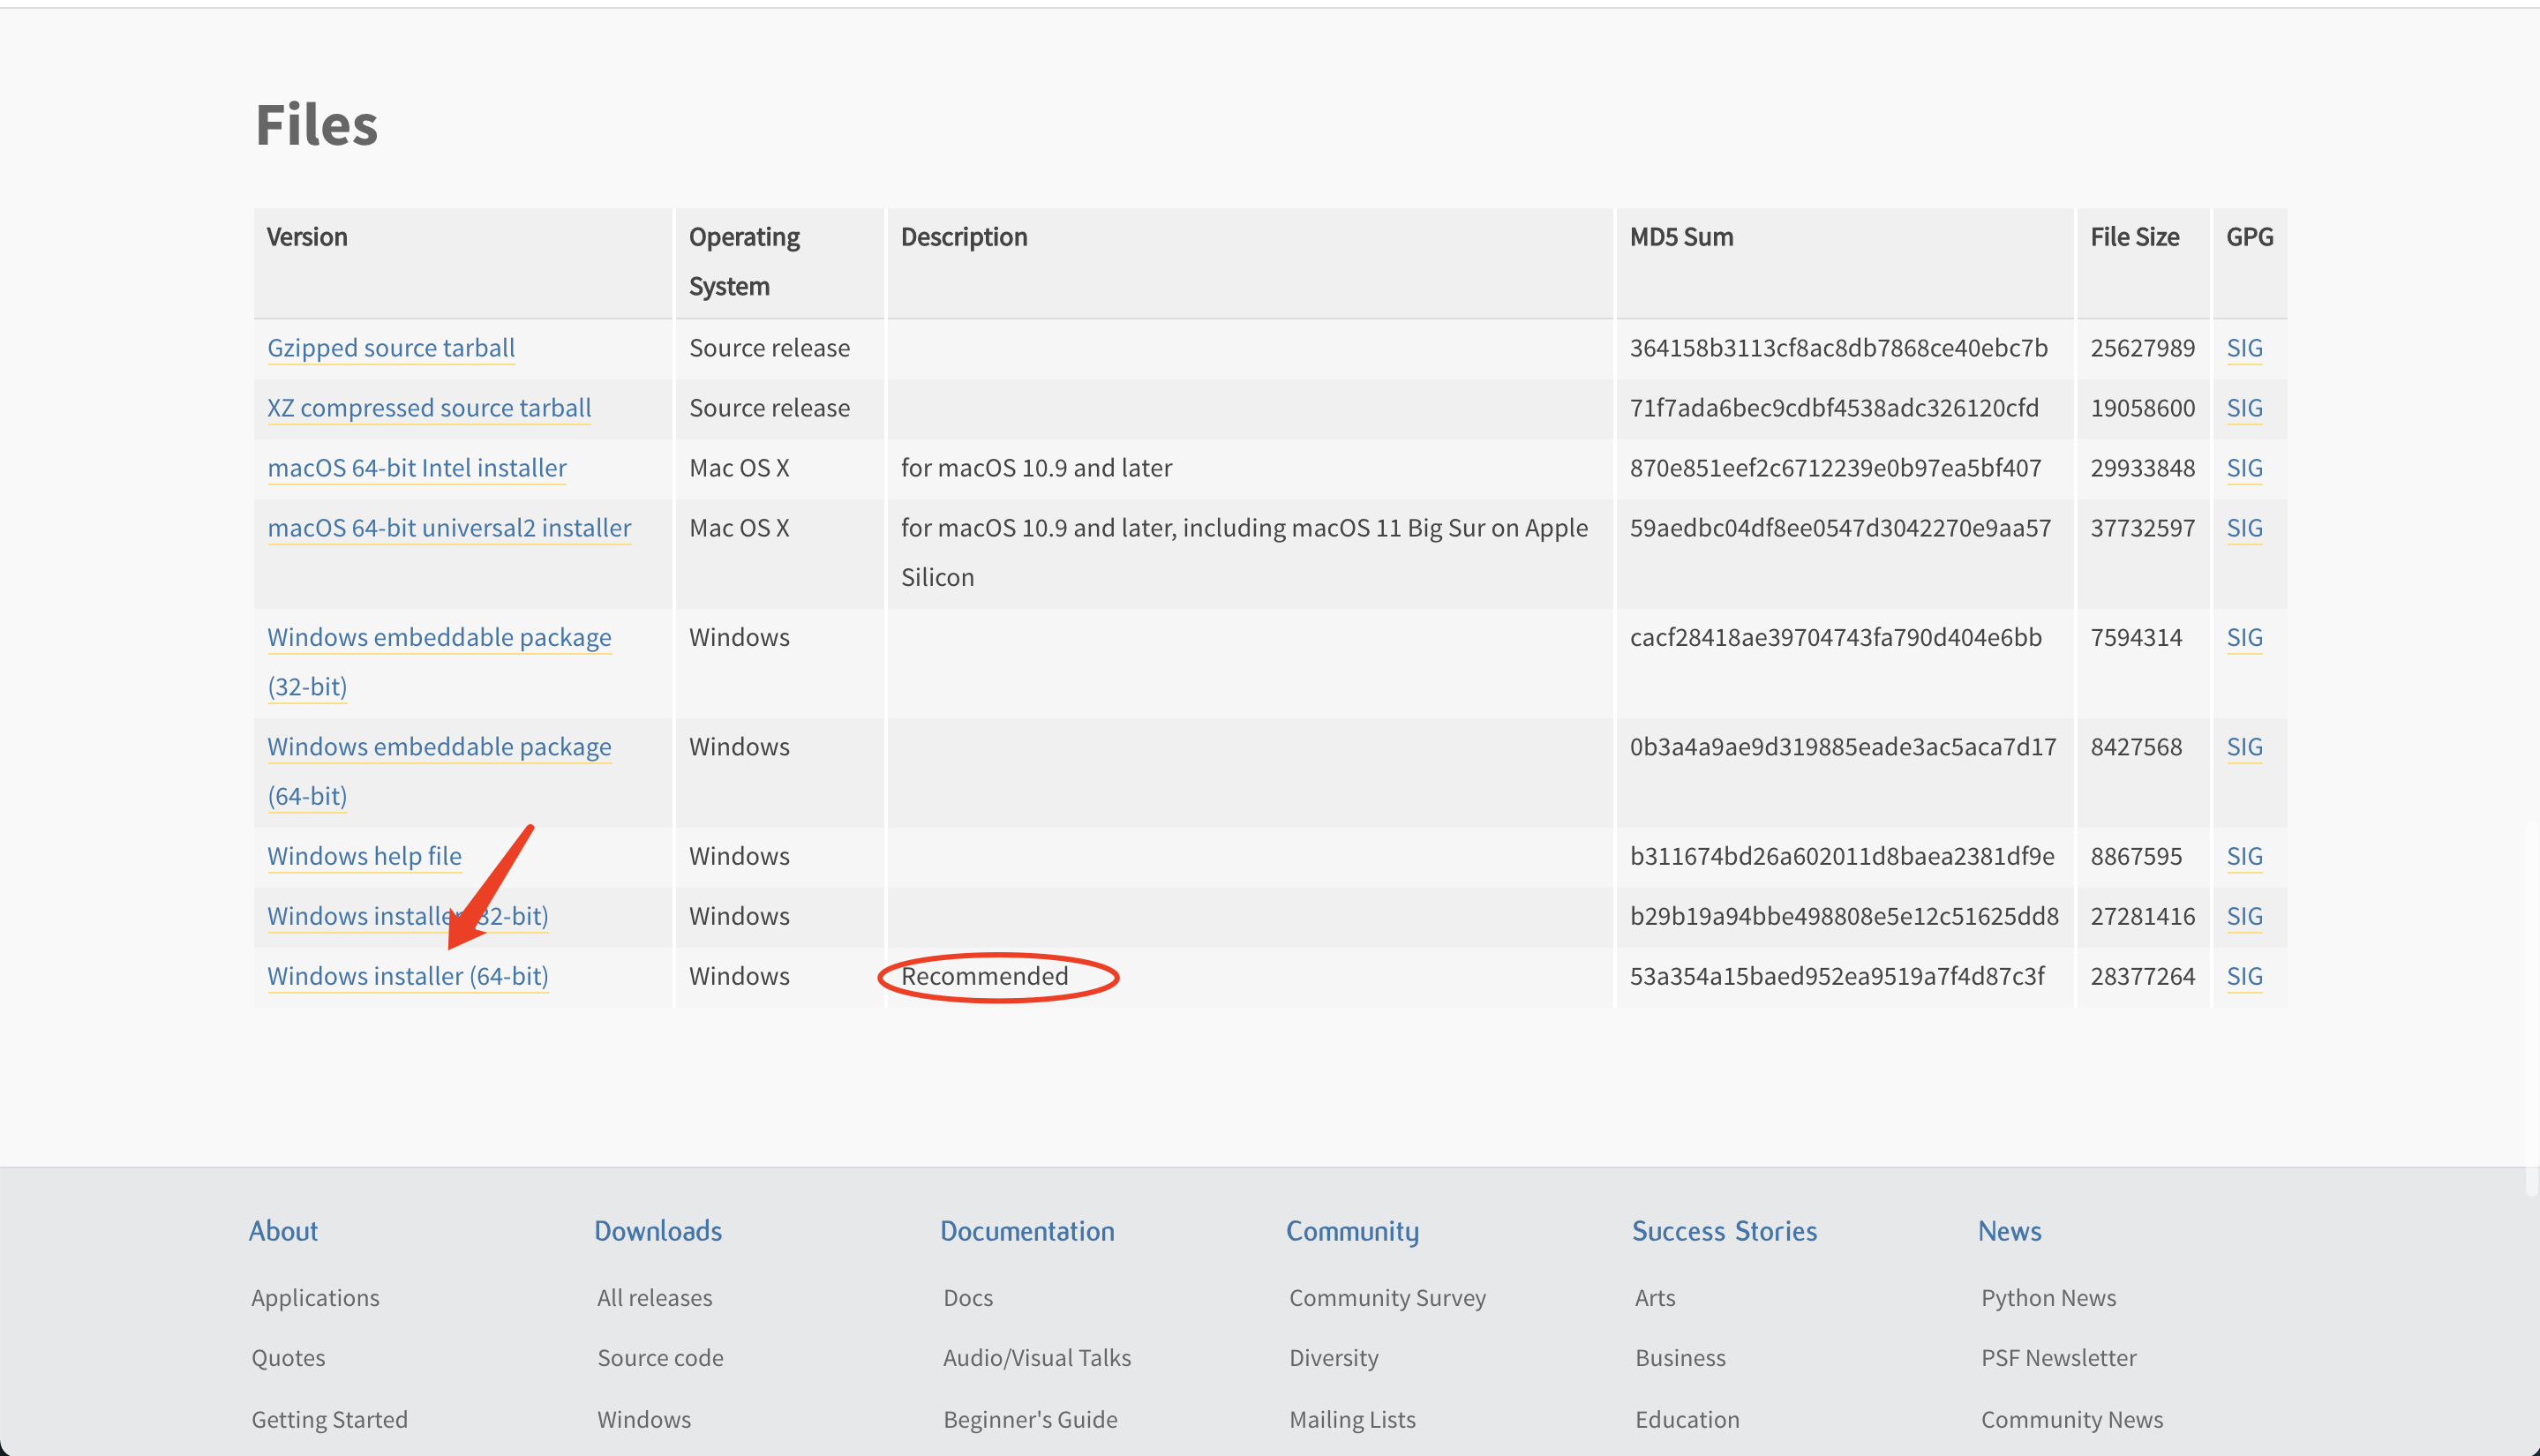 Files
Version Operating System Description MD5 Sum File Size GPG
Gzipped source tarball Source release 364158b3113cf8ac8db7868ce40ebc7b 25627989 SIG
XZ compressed source tarball Source release 71f7ada6bec9cdbf4538adc326120cfd 19058600 SIG
macOS 64-bit Intel installer Mac OS X for macOS 10.9 and later 870e851eef2c6712239e0b97ea5bf407 29933848 SIG
macOS 64-bit universal2 installer Mac OS X for macOS 10.9 and later, including macOS 11 Big Sur on Apple Silicon 59aedbc04df8ee0547d3042270e9aa57 37732597 SIG
Windows embeddable package (32-bit) Windows cacf28418ae39704743fa790d404e6bb 7594314 SIG
Windows embeddable package (64-bit) Windows 0b3a4a9ae9d319885eade3ac5aca7d17 8427568 SIG
Windows help file Windows b311674bd26a602011d8baea2381df9e 8867595 SIG
Windows installer (32-bit) Windows b29b19a94bbe498808e5e12c51625dd8 27281416 SIG
Windows installer (64-bit) Windows Recommended 53a354a15baed952ea9519a7f4d87c3f 28377264 SIG
About Downloads Documentation Community Success Stories News
Applications All releases Docs Community Survey Arts Python News
Quotes Source code Audio/Visual Talks Diversity Business PSF Newsletter
Getting Started Windows Beginner's Guide Mailing Lists Education Community News